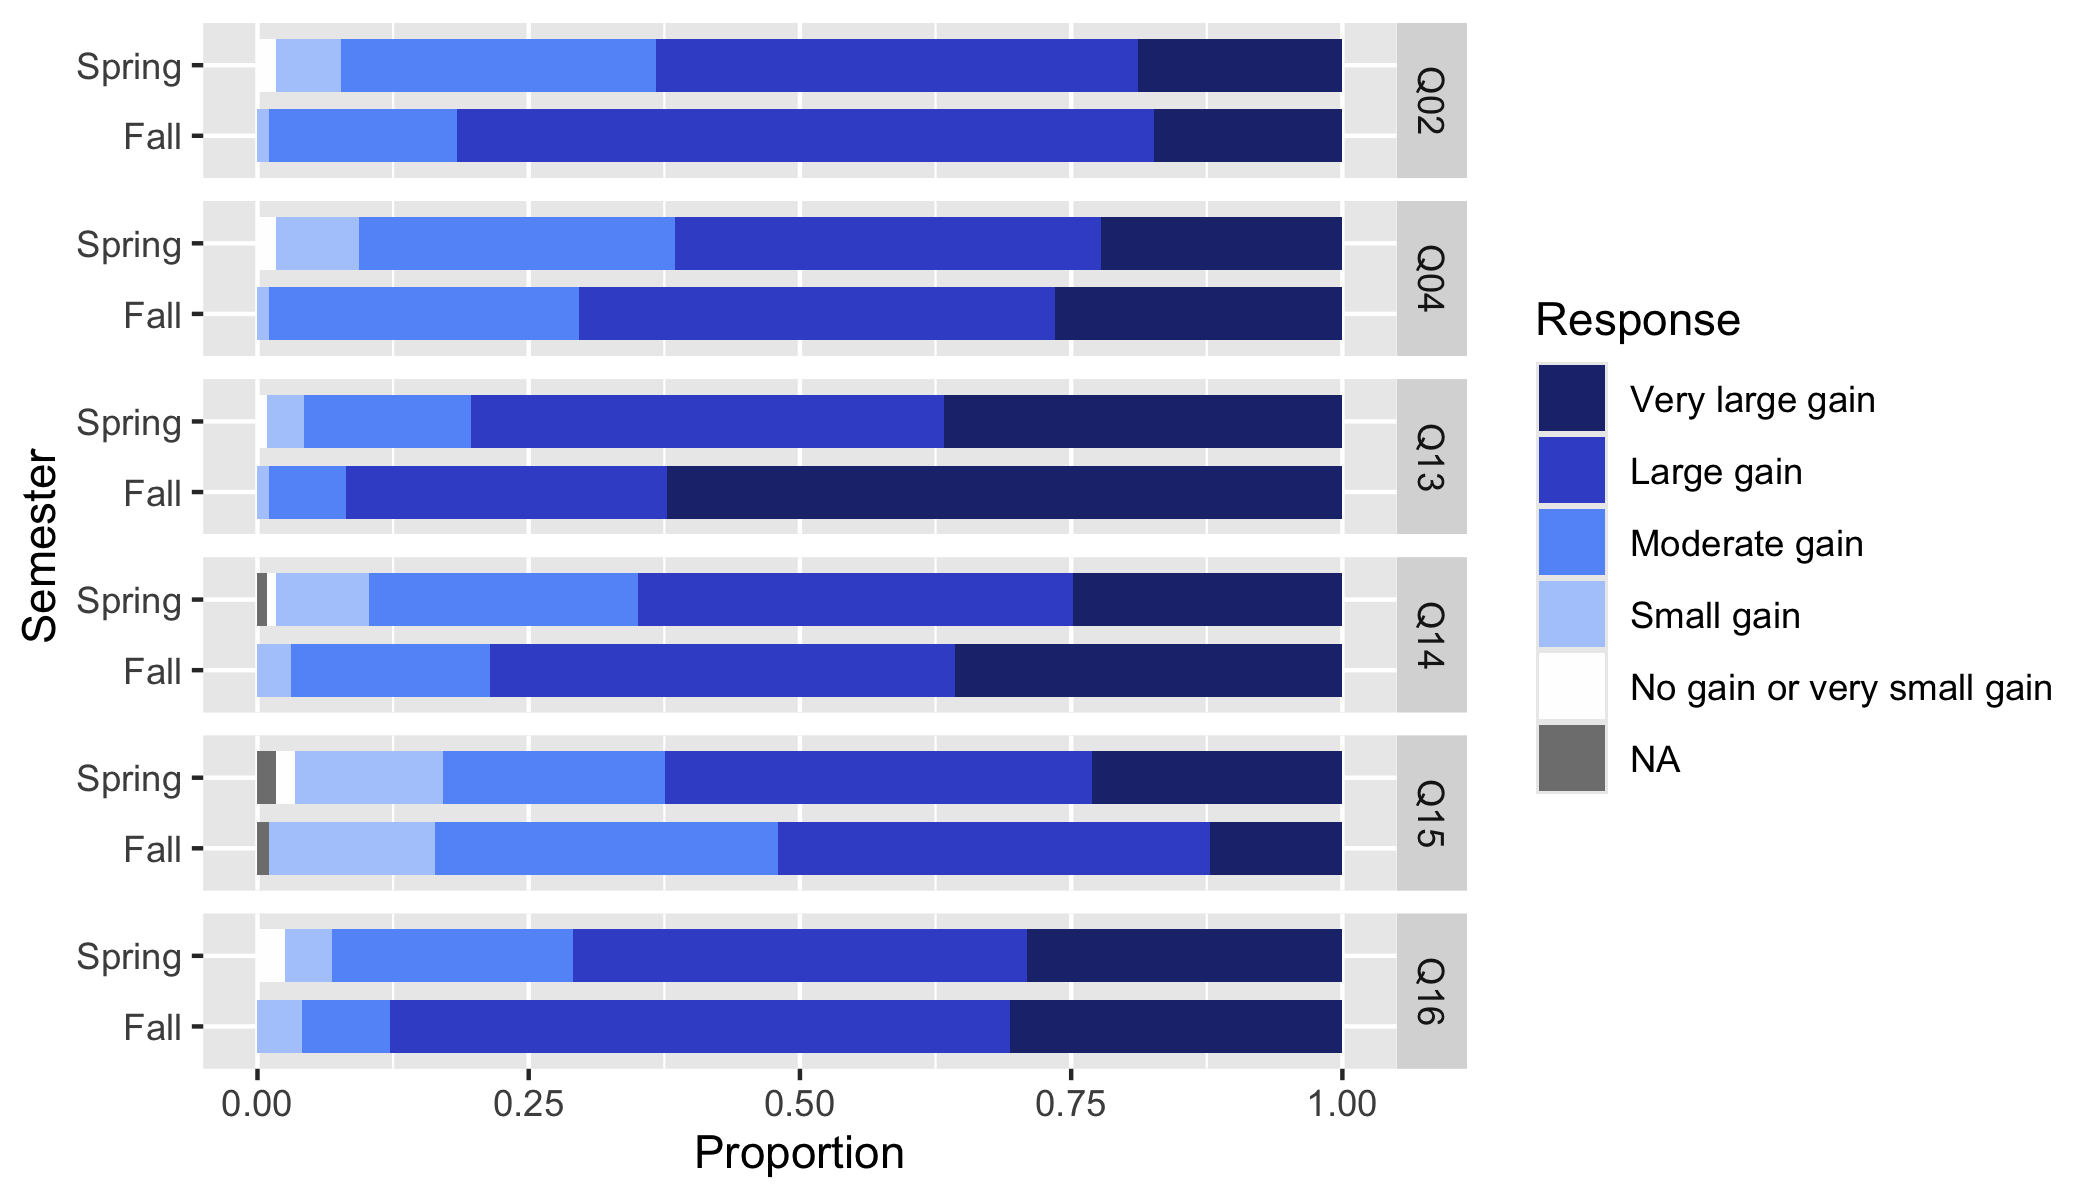 Semester
Spring
Fall
Q02
Spring
Fall
Q04
Spring
Fall
Q13
Spring
Fall
Q14
Spring
Fall
Q15
Spring
Fall
Q16
0.00 0.25 0.50 0.75 1.00
Proportion
Response
Very large gain
Large gain
Moderate gain
Small gain
No gain or very small gain
NA